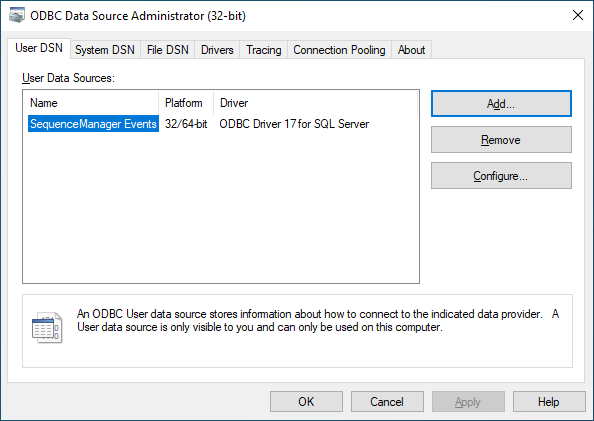 ODBC Data Source Administrator (32-bit)
User DSN System DSN File DSN Drivers Tracing Connection Pooling About
User Data Sources:
Name Platform Driver
SequenceManager Events 32/64-bit ODBC Driver 17 for SQL Server
Add...
Remove
Configure...
An ODBC User data source stores information about how to connect to the indicated data provider. A
User data source is only visible to you and can only be used on this computer.
OK Cancel Apply Help